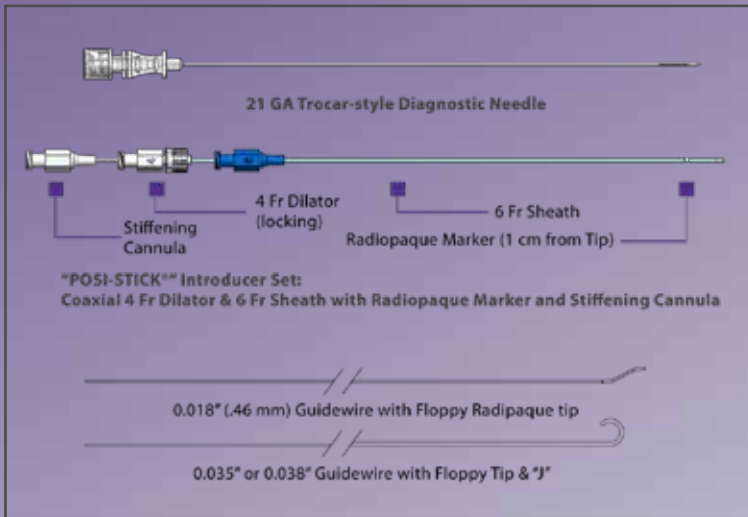 21 GA Trocar-style Diagnostic Needle
4 Fr Dilator
(locking)
Stiffening
Cannula
6 Fr Sheath
Radiopaque Marker (1 cm from Tip)
"POSI-STICK®" Introducer Set:
Coaxial 4 Fr Dilator & 6 Fr Sheath with Radiopaque Marker and Stiffening Cannula
0.018" (.46 mm) Guidewire with Floppy Radipaque tip
0.035" or 0.038" Guidewire with Floppy Tip & "J"